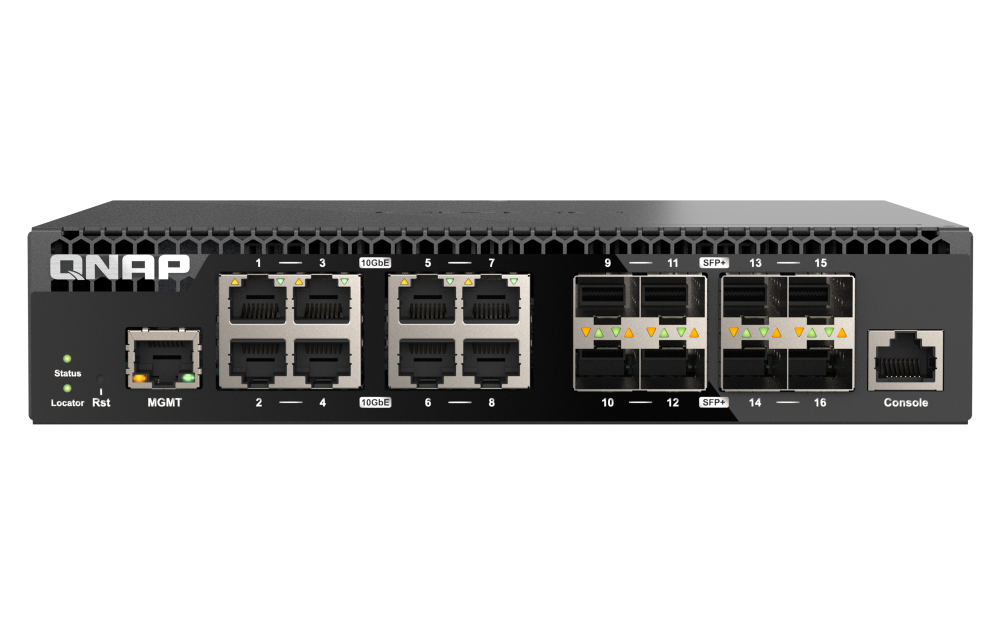 QNAP
1 3 10GbE 5 7 9 11 SFP+ 13 15
Status
Locator Rst MGMT 2 4 10GbE 6 8 10 12 SFP+ 14 16 Console